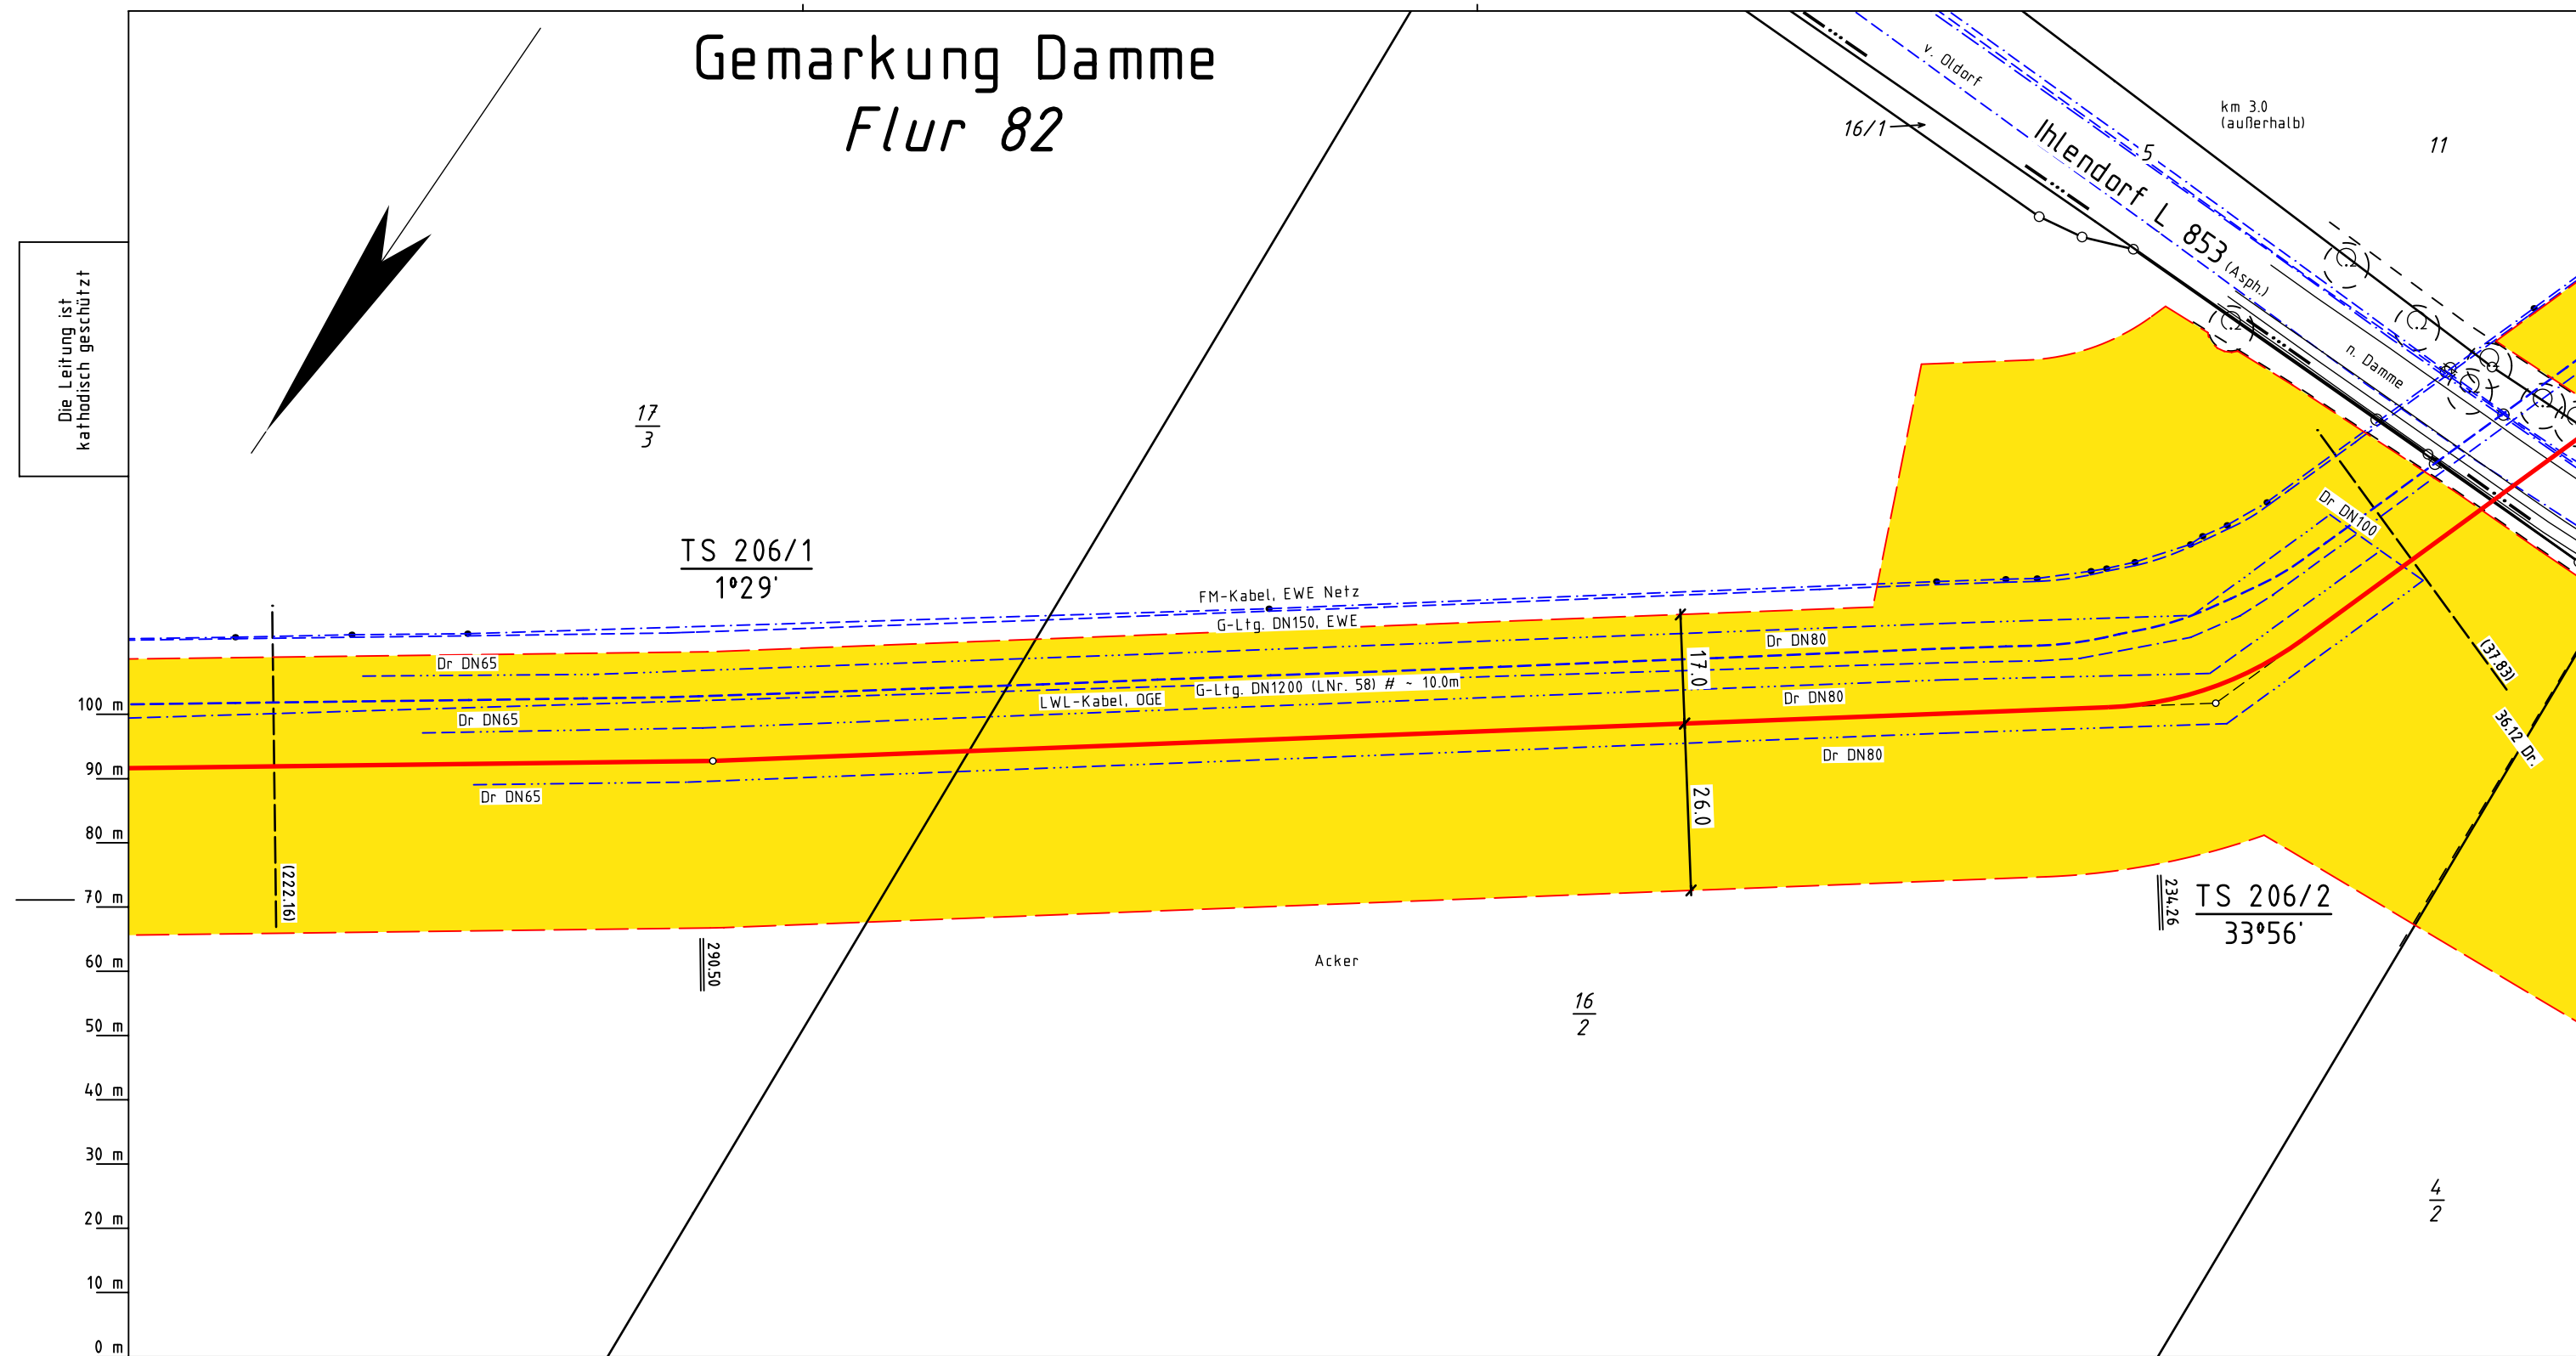 Gemarkung Damme
Flur 82
v. Oldorf
km 3.0
(außerhalb)
16/1
5
11
Ihlendorf L 853 (Asph.)
n. Damme
Die Leitung ist
kathodisch geschützt
17
3
TS 206/1
1°29'
Dr DN100
FM-Kabel, EWE Netz
G-Ltg. DN150, EWE
Dr DN80
Dr DN65
17.0
(37.83)
G-Ltg. DN1200 (LNr. 58) # ~ 10.0m
LWL-Kabel, OGE
Dr DN80
Dr DN65
36.12 Dr.
Dr DN80
Dr DN65
26.0
(222.16)
290.50
234.26
TS 206/2
33°56'
Acker
16
2
4
2
100 m
90 m
80 m
70 m
60 m
50 m
40 m
30 m
20 m
10 m
0 m